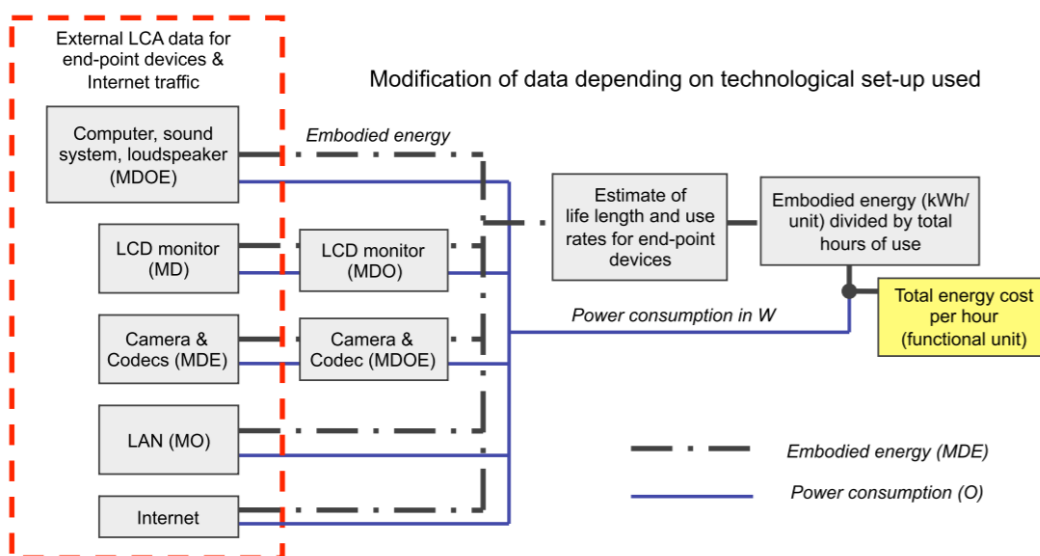 External LCA data for
end-point devices &
Internet traffic
Modification of data depending on technological set-up used
Computer, sound
system, loudspeaker
(MDOE)
Embodied energy
Estimate of
life length and use
rates for end-point
devices
Embodied energy (kWh/
unit) divided by total
hours of use
LCD monitor
(MD)
LCD monitor
(MDO)
Total energy cost
per hour
(functional unit)
Power consumption in W
Camera &
Codecs (MDE)
Camera &
Codec (MDOE)
LAN (MO)
Embodied energy (MDE)
Power consumption (O)
Internet